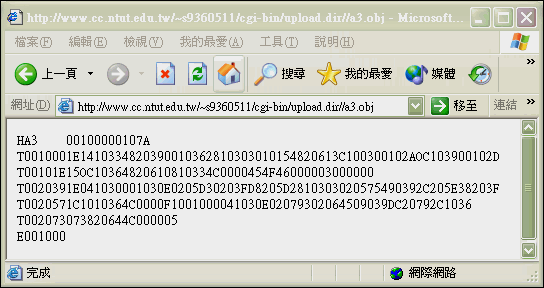 http://www.cc.ntut.edu.tw/~s9360511/cgi-bin/upload.dir//a3.obj - Microsoft...
檔案(F) 編輯(E) 檢視(V) 我的最愛(A) 工具(T) 說明(H)
上一頁 搜尋 我的最愛 媒體 »
網址(D) http://www.cc.ntut.edu.tw/~s9360511/cgi-bin/upload.dir//a3.obj 移至 連結 »
HA3    00100000107A
T0010001E1410334820390010362810303010154820613C100300102A0C103900102D
T00101E150C10364820610810334C0000454F46000003000000
T0020391E041030001030E0205D30203FD8205D2810303020575490392C205E38203F
T0020571C1010364C0000F1001000041030E02079302064509039DC20792C1036
T002073073820644C000005
E001000
完成 網際網路